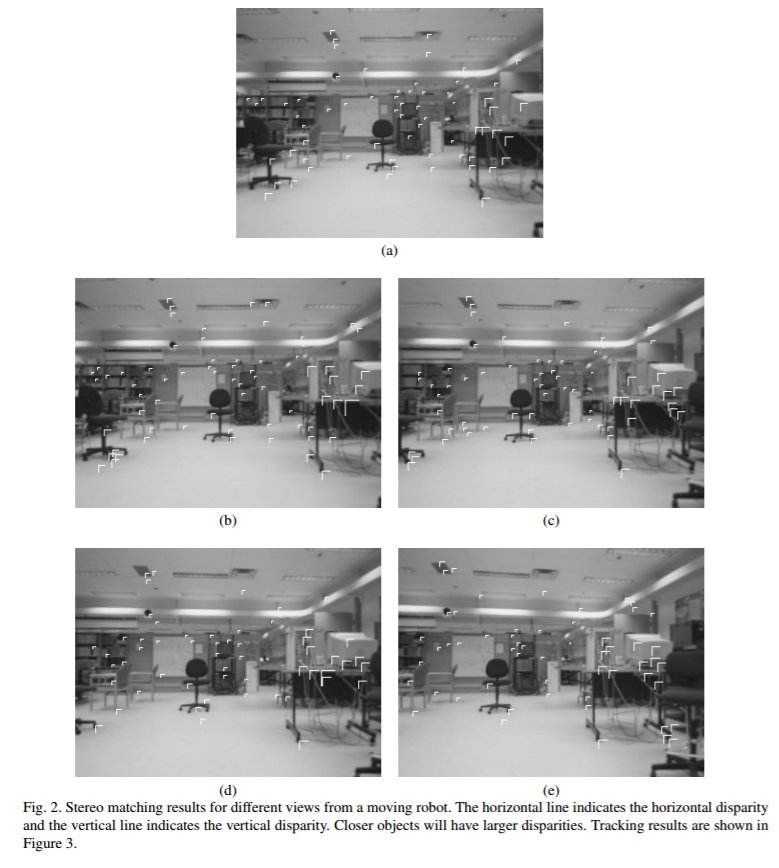 (a)
(b)
(c)
(d)
(e)
Fig. 2. Stereo matching results for different views from a moving robot. The horizontal line indicates the horizontal disparity
and the vertical line indicates the vertical disparity. Closer objects will have larger disparities. Tracking results are shown in
Figure 3.